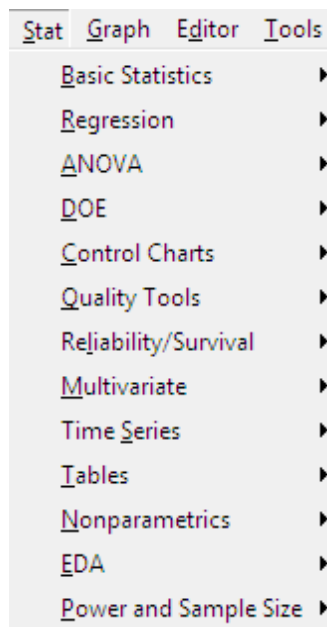 Stat Graph Editor Tools
Basic Statistics
Regression
ANOVA
DOE
Control Charts
Quality Tools
Reliability/Survival
Multivariate
Time Series
Tables
Nonparametrics
EDA
Power and Sample Size